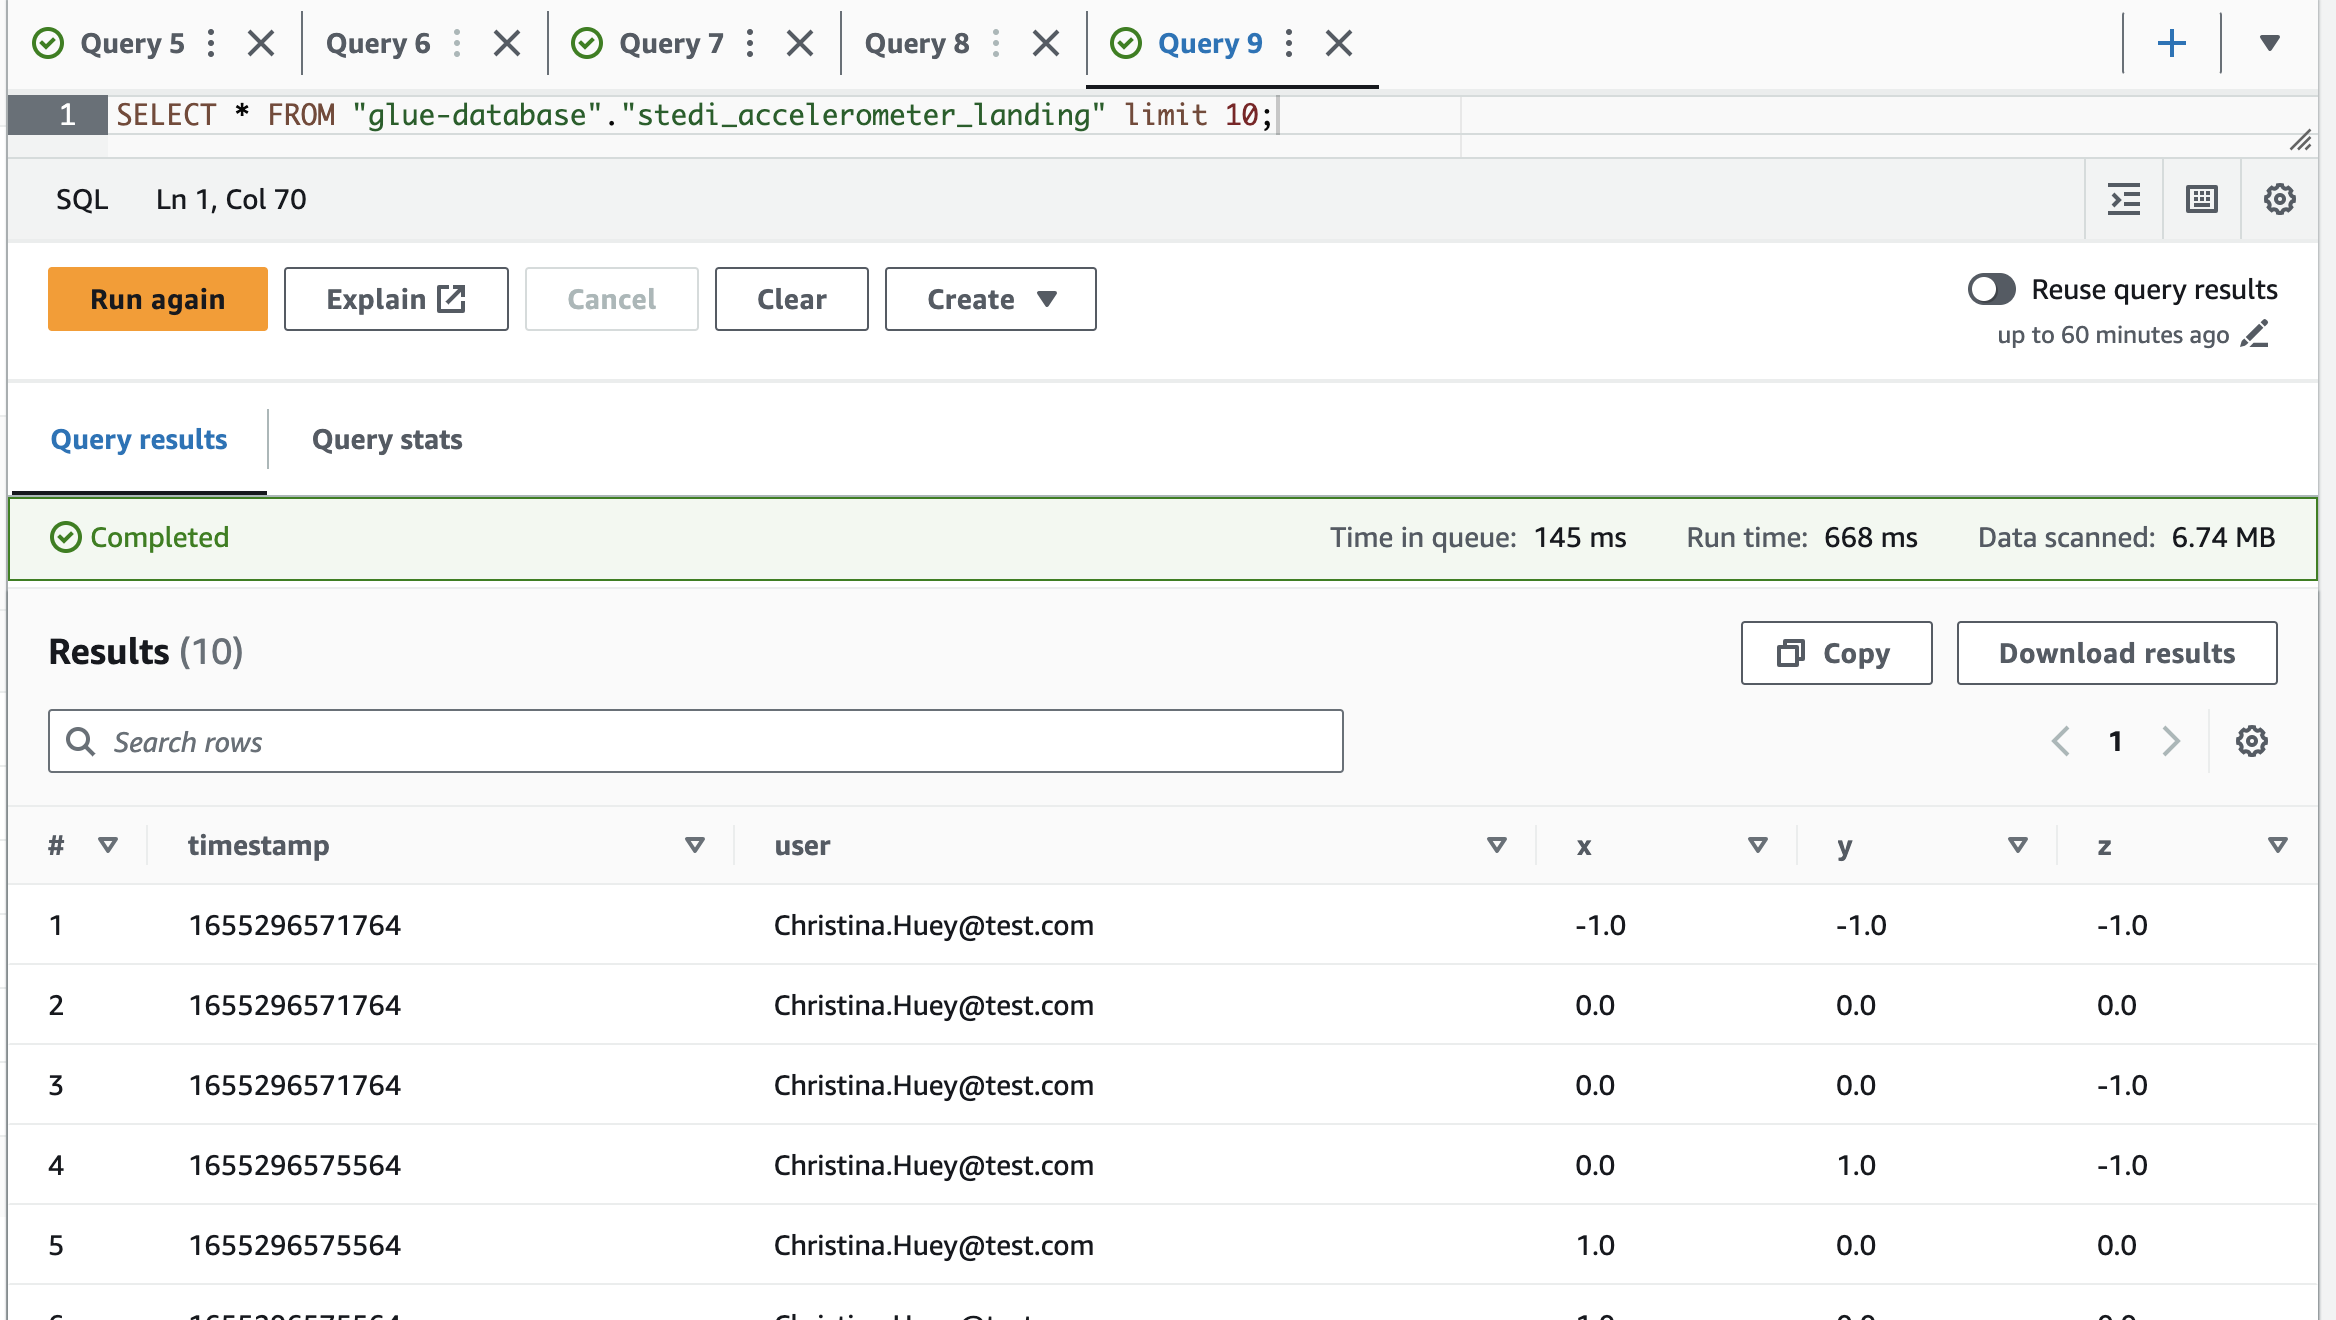 Query 5 Query 6 Query 7 Query 8 Query 9
1 SELECT * FROM "glue-database"."stedi_accelerometer_landing" limit 10;
SQL Ln 1, Col 70
Run again Explain Cancel Clear Create Reuse query results
up to 60 minutes ago
Query results Query stats
Completed Time in queue: 145 ms Run time: 668 ms Data scanned: 6.74 MB
Results (10) Copy Download results
Search rows 1
# timestamp user x y z
1 1655296571764 Christina.Huey@test.com -1.0 -1.0 -1.0
2 1655296571764 Christina.Huey@test.com 0.0 0.0 0.0
3 1655296571764 Christina.Huey@test.com 0.0 0.0 -1.0
4 1655296575564 Christina.Huey@test.com 0.0 1.0 -1.0
5 1655296575564 Christina.Huey@test.com 1.0 0.0 0.0